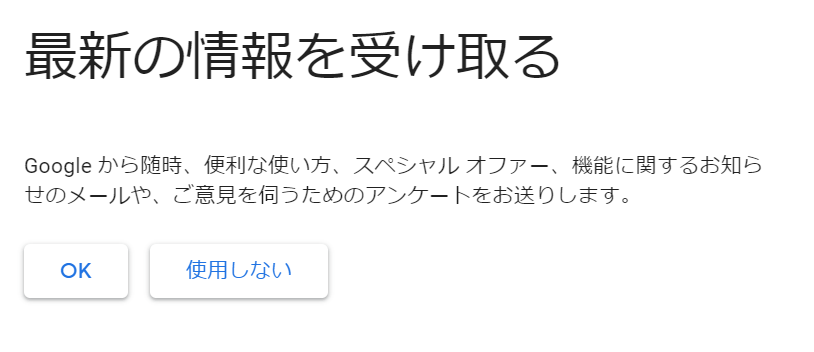 最新の情報を受け取る
Google から随時、便利な使い方、スペシャル オファー、機能に関するお知ら
せのメールや、ご意見を伺うためのアンケートをお送りします。
OK
使用しない